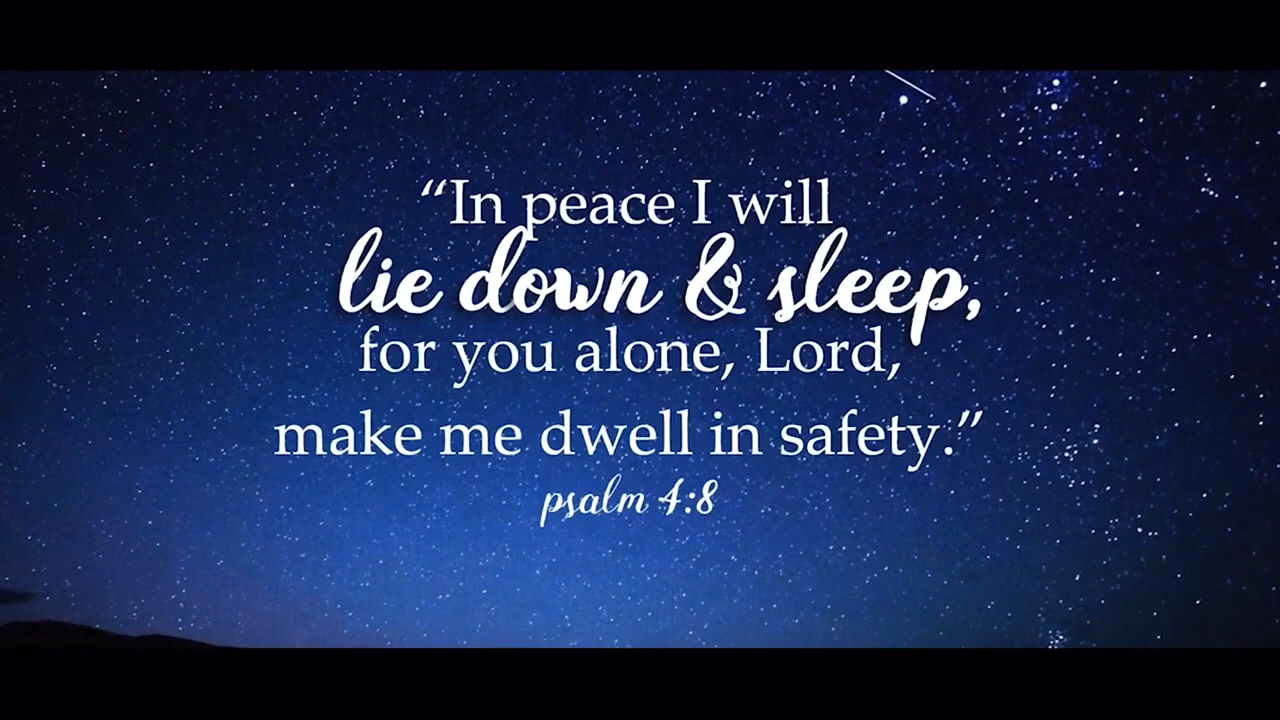 “In peace I will
lie down & sleep,
for you alone, Lord,
make me dwell in safety.”
psalm 4:8